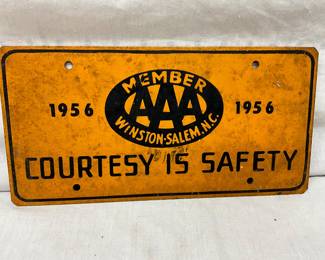 MEMBER
1956 AAA 1956
WINSTON-SALEM, N.C.
COURTESY IS SAFETY